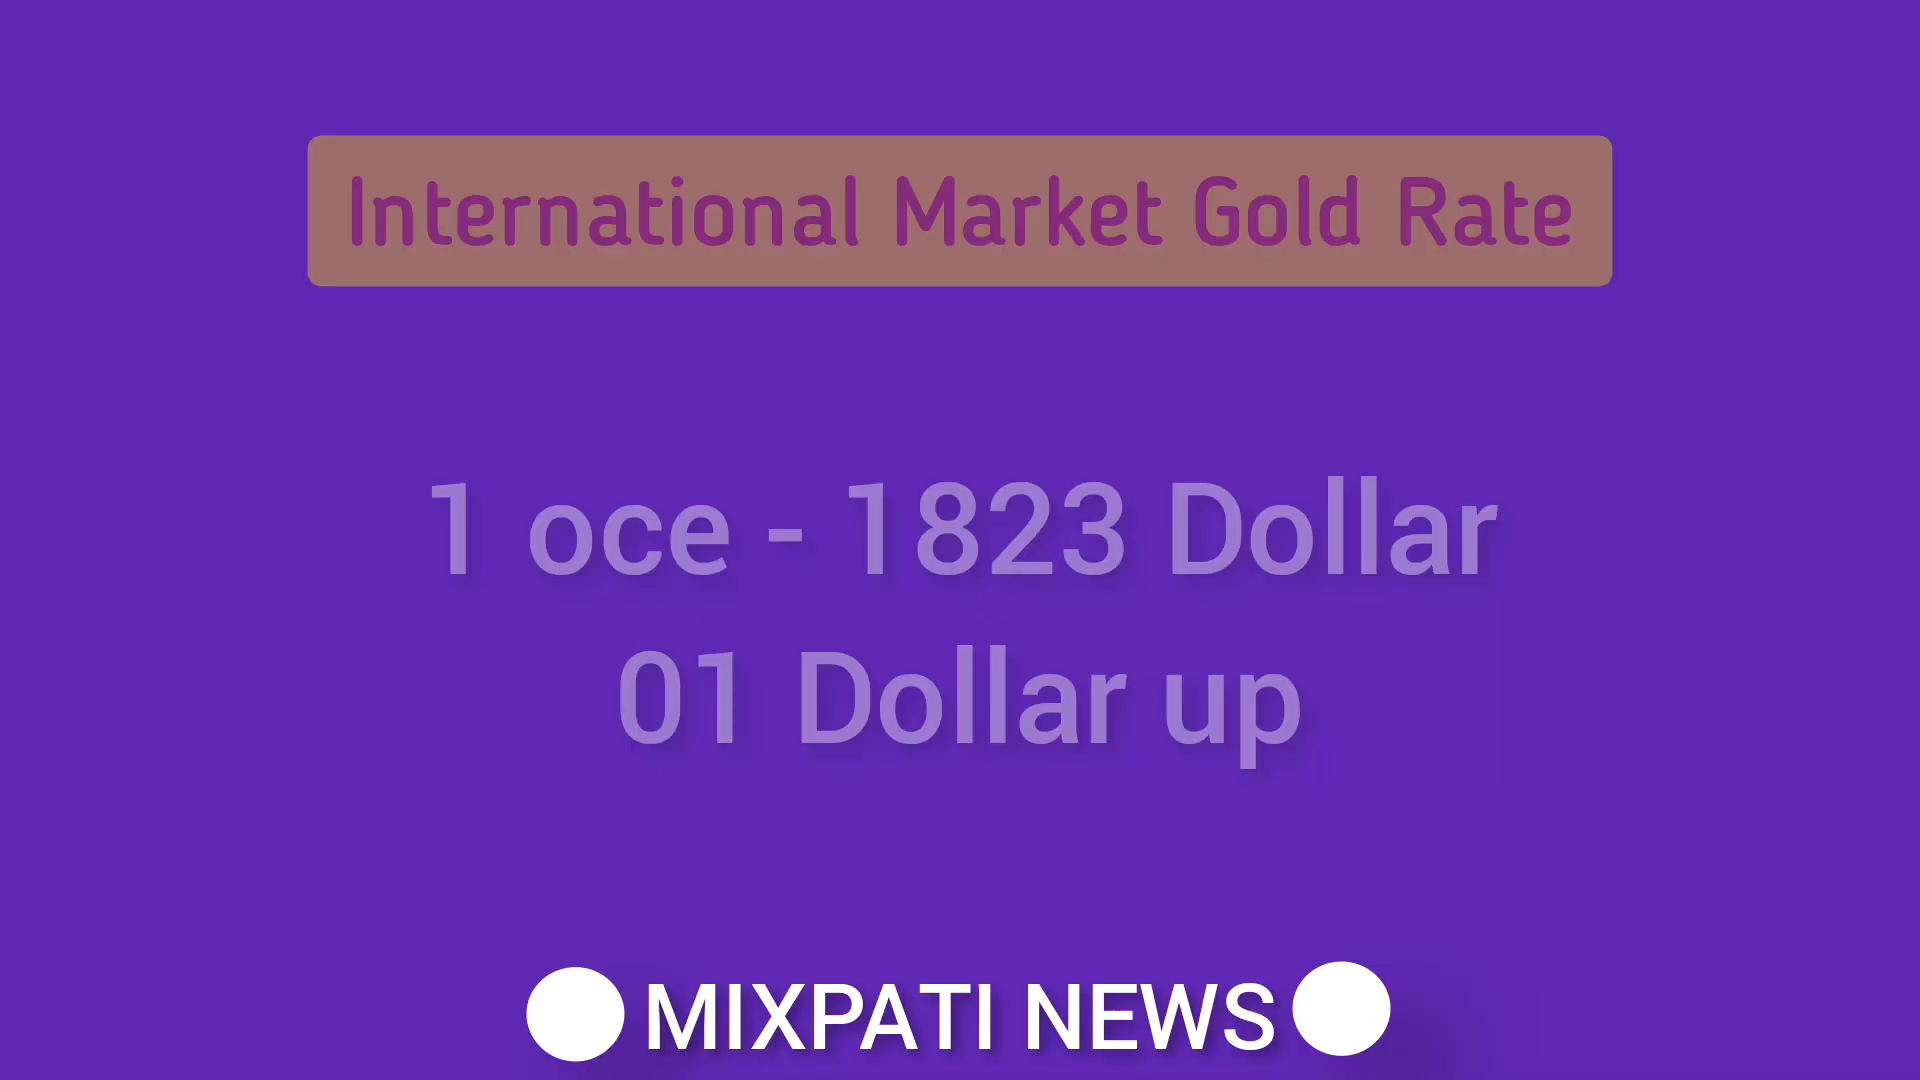 International Market Gold Rate
1 oce - 1823 Dollar
01 Dollar up
MIXPATI NEWS